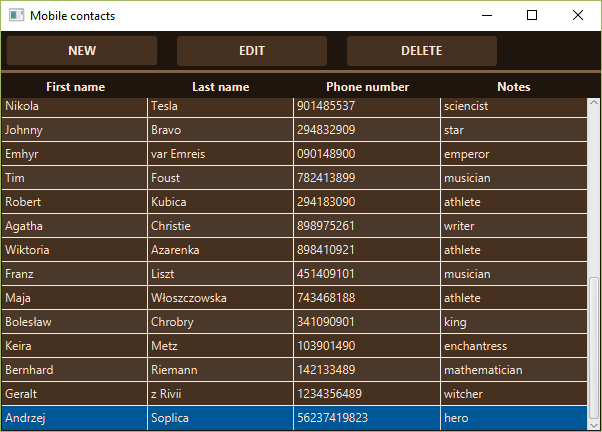 Mobile contacts
NEW EDIT DELETE
First name Last name Phone number Notes
Nikola Tesla 901485537 sciencist
Johnny Bravo 294832909 star
Emhyr var Emreis 090148900 emperor
Tim Foust 782413899 musician
Robert Kubica 294183090 athlete
Agatha Christie 898975261 writer
Wiktoria Azarenka 898410921 athlete
Franz Liszt 451409101 musician
Maja Włoszczowska 743468188 athlete
Bolesław Chrobry 341090901 king
Keira Metz 103901490 enchantress
Bernhard Riemann 142133489 mathematician
Geralt z Rivii 1234356489 witcher
Andrzej Soplica 56237419823 hero